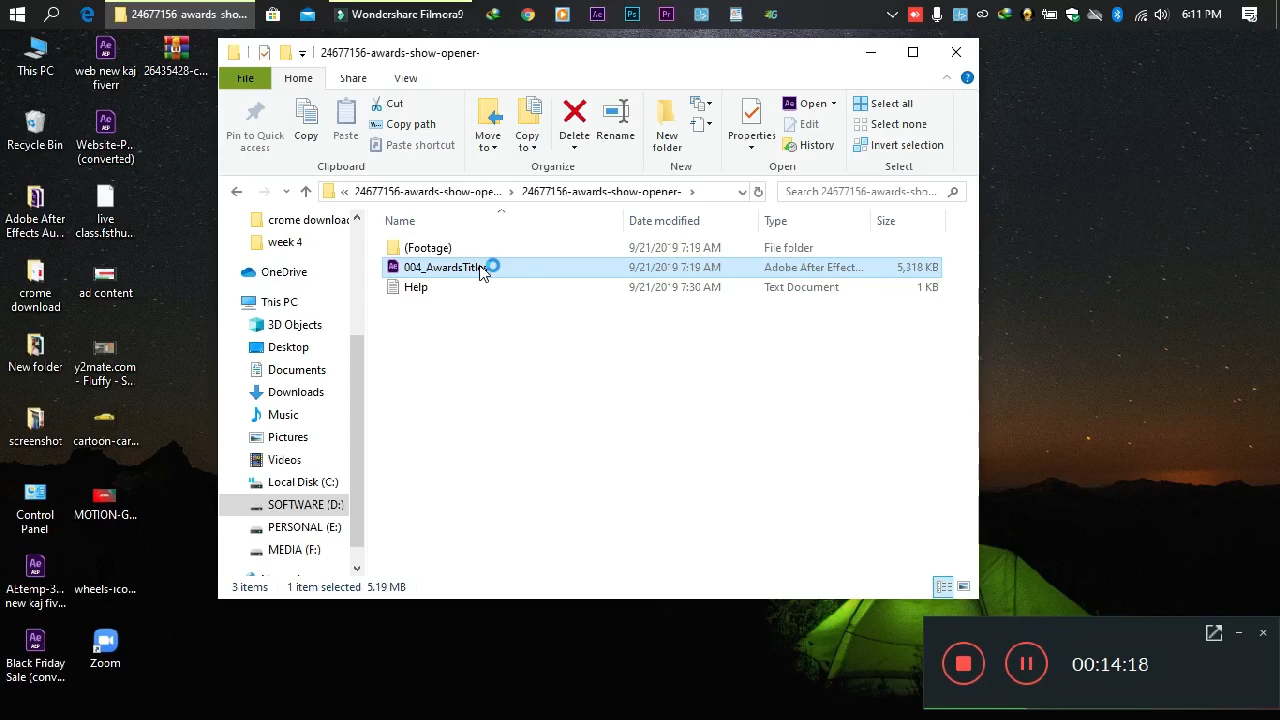 24677156-awards-sho...
Wondershare Filmora9
6:11 PM
This PC
web new kaj
fiverr
26435428-c...
Recycle Bin
(converted)
Adobe After
Effects Au...
live
class.fsthu...
crome
download
ad content
New folder
y2mate.com
- Fluffy - S...
screenshot
cartoon-car...
Control
Panel
MOTION-G...
new kaj fiv...
wheels-ico...
Black Friday
Sale (conv...
Zoom
24677156-awards-show-opener-
File
Home
Share
View
Pin to Quick
access
Copy
Paste
Cut
Copy path
Paste shortcut
Clipboard
Move
to
Copy
to
Delete
Rename
Organize
New
folder
New
Properties
Open
Edit
History
Open
Select all
Select none
Invert selection
Select
« 24677156-awards-show-ope... › 24677156-awards-show-opener- ›
Search 24677156-awards-sho...
crome download
week 4
OneDrive
This PC
3D Objects
Desktop
Documents
Downloads
Music
Pictures
Videos
Local Disk (C:)
SOFTWARE (D:)
PERSONAL (E:)
MEDIA (F:)
Name Date modified Type Size
(Footage) 9/21/2019 7:19 AM File folder
004_AwardsTitle 9/21/2019 7:19 AM Adobe After Effect... 5,318 KB
Help 9/21/2019 7:30 AM Text Document 1 KB
3 items 1 item selected 5.19 MB
00:14:18